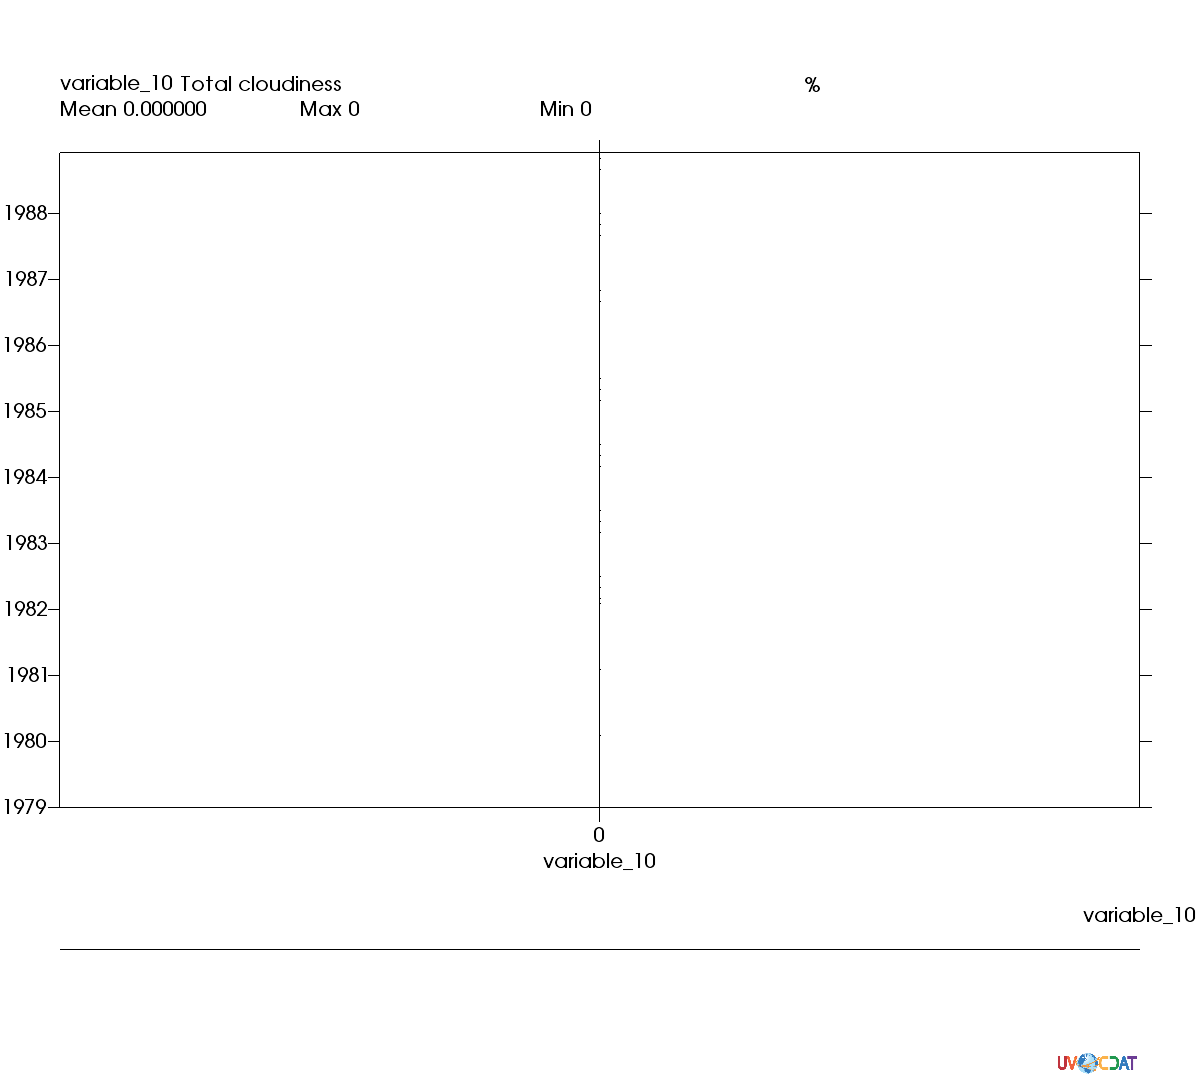 variable_10 Total cloudiness %
Mean 0.000000 Max 0 Min 0
1988
1987
1986
1985
1984
1983
1982
1981
1980
1979
0
variable_10
variable_10
UV CDAT